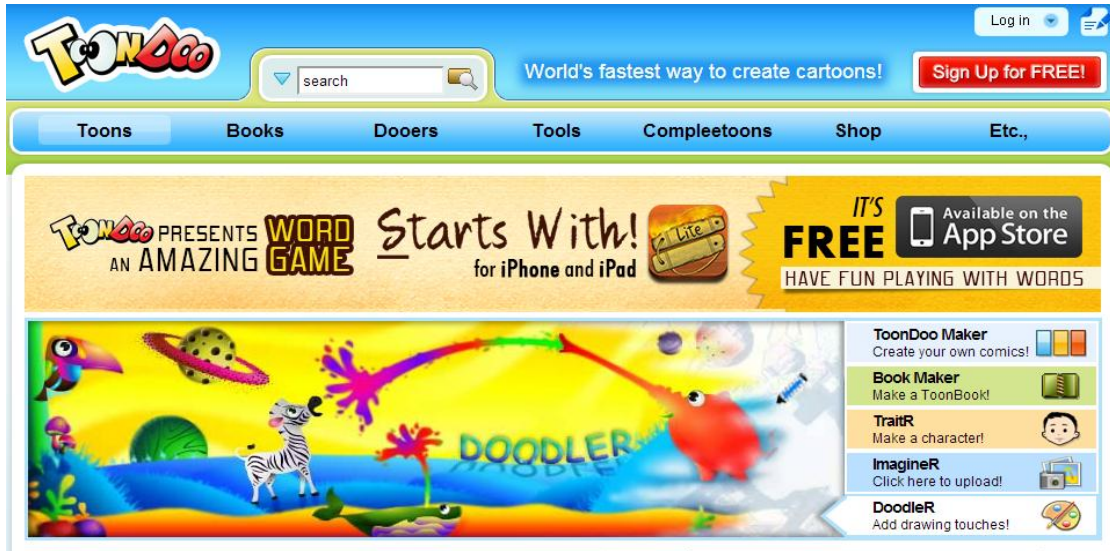 TOONDOO
Log in
search
World's fastest way to create cartoons!
Sign Up for FREE!
Toons Books Dooers Tools Compleetoons Shop Etc.,
TOONDOO PRESENTS
AN AMAZING
WORD
GAME
Starts With!
for iPhone and iPad
Lite
IT'S
FREE
Available on the
App Store
HAVE FUN PLAYING WITH WORDS
DOODLER
ToonDoo Maker
Create your own comics!
Book Maker
Make a ToonBook!
TraitR
Make a character!
ImagineR
Click here to upload!
DoodleR
Add drawing touches!